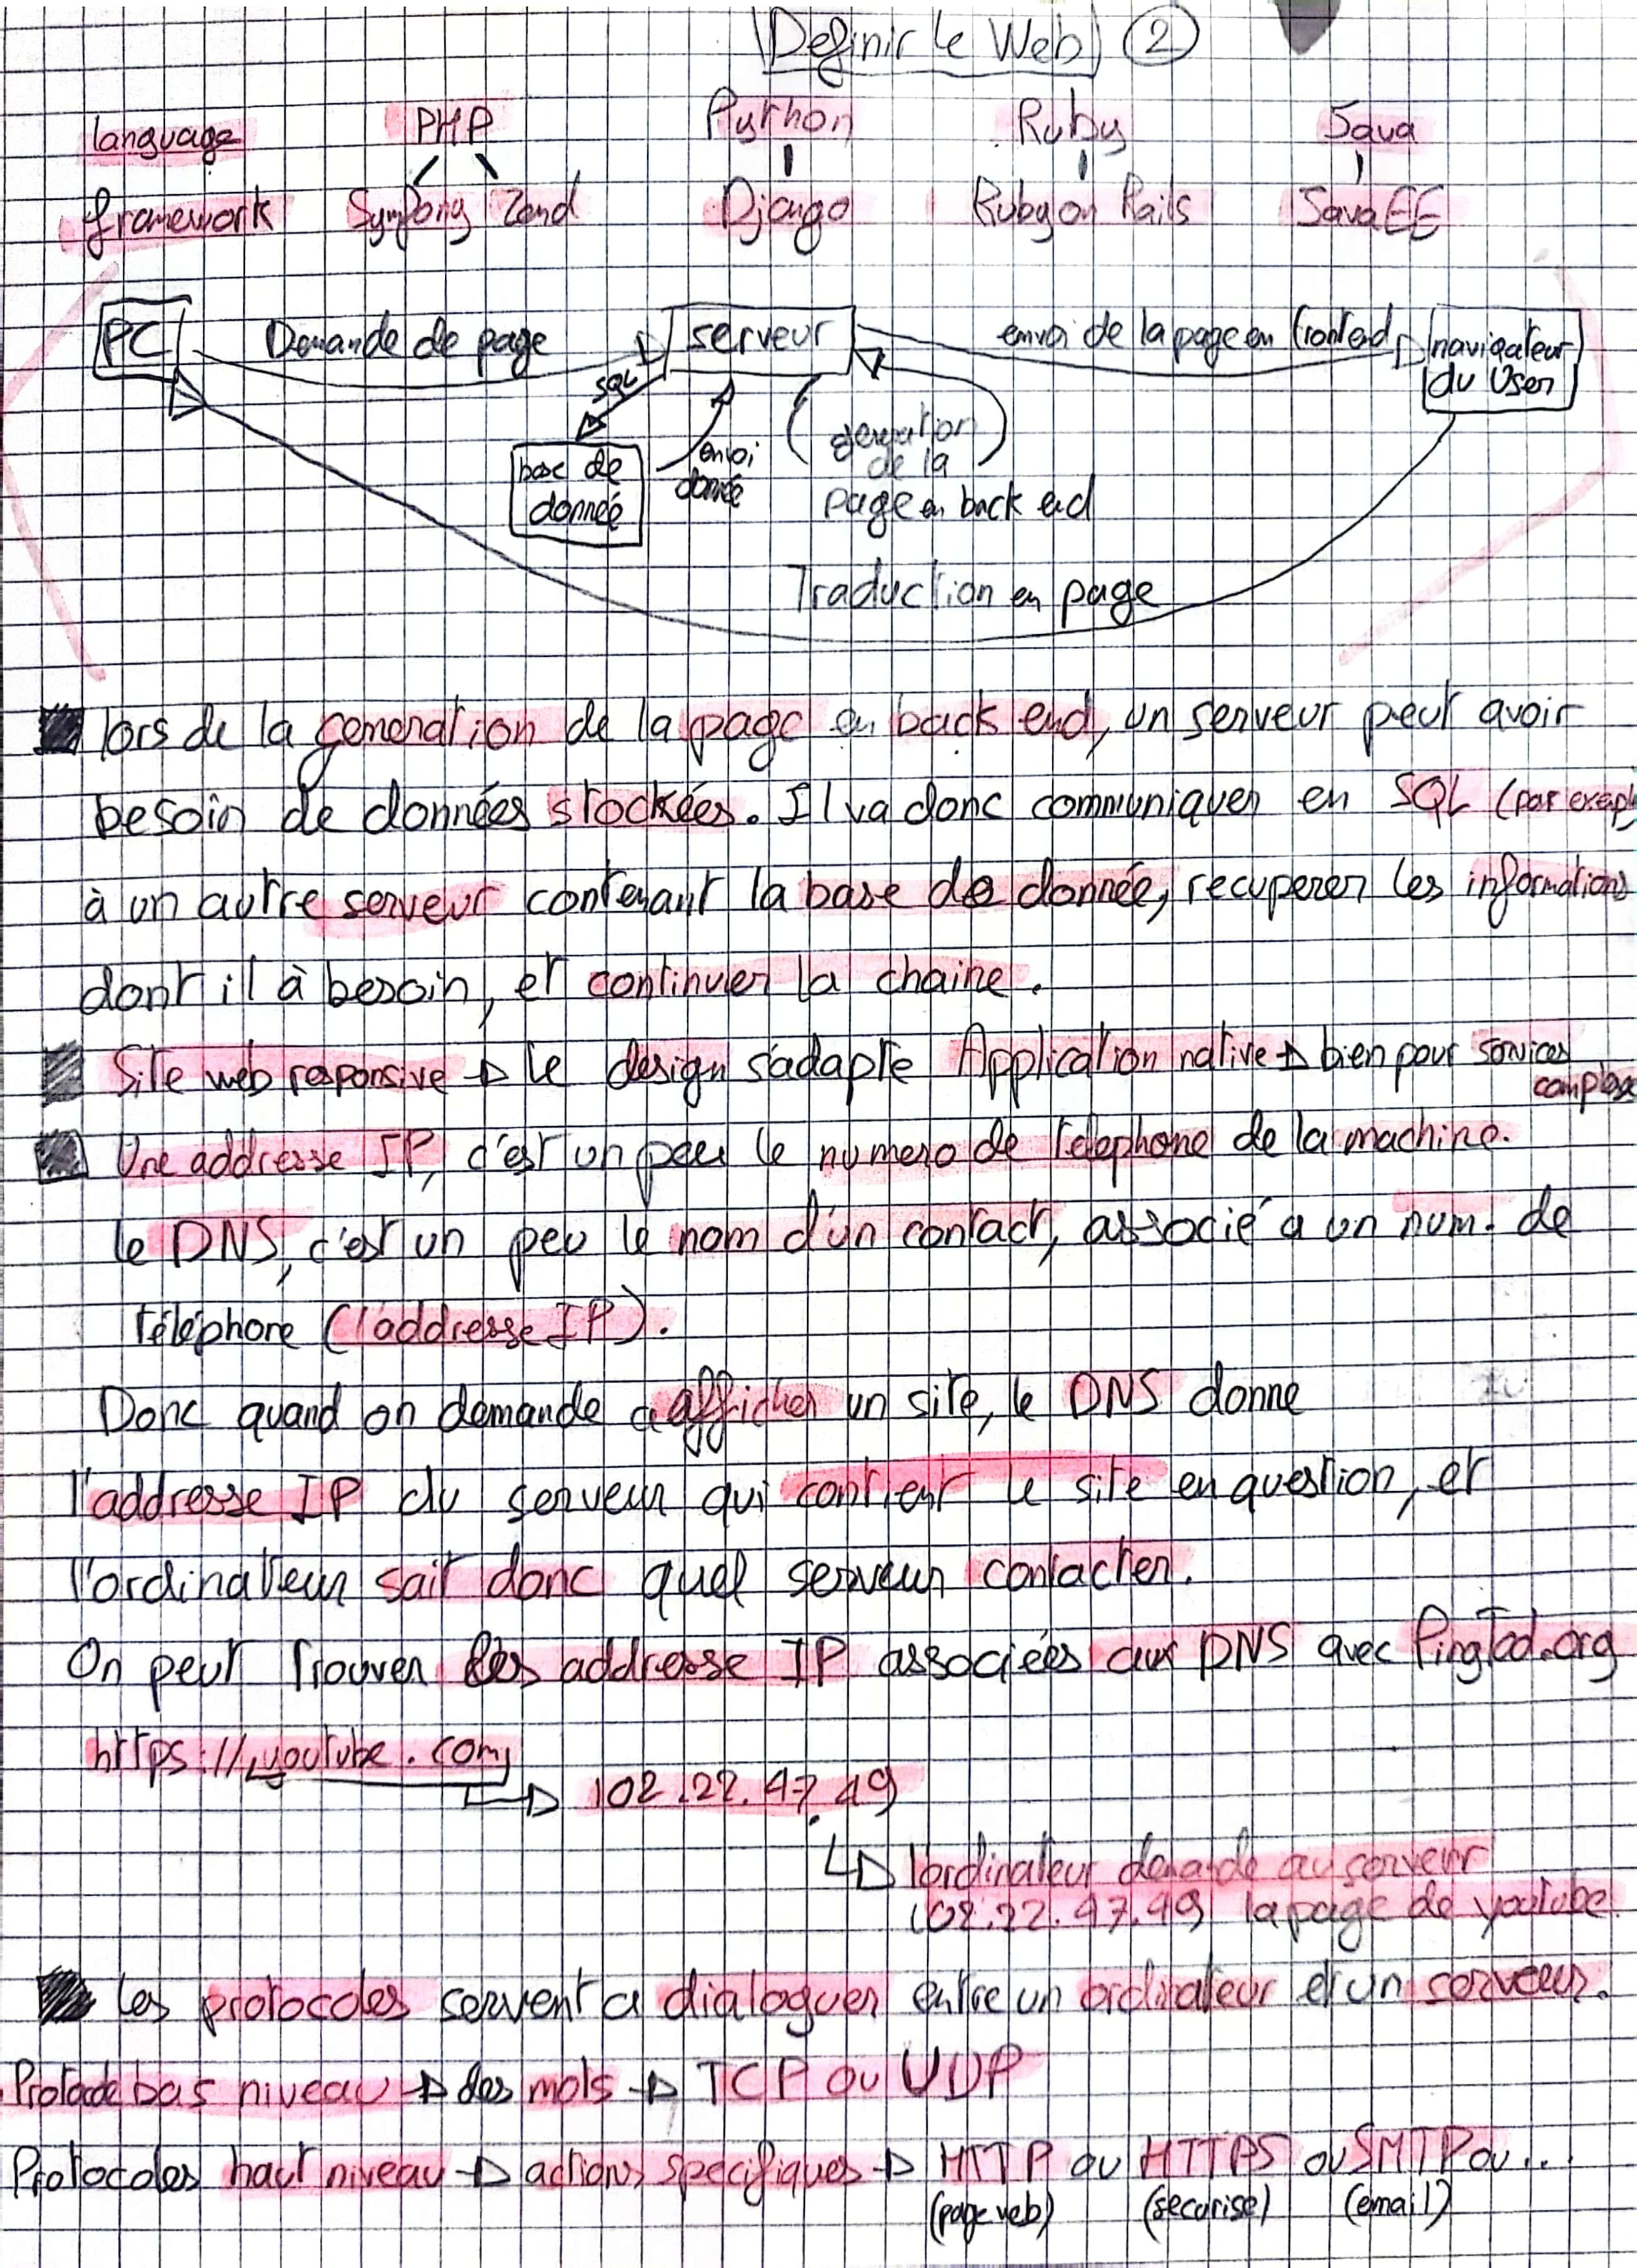 Definir le Web 2
language PHP Python Ruby Java
framework Symfony Zend Django Ruby on Rails Java EE
PC Demande de page serveur envoi de la page en frontend navigateur
du User
SQL
base de
donnée
envoi
donnée
generation
de la
page en back end
Traduction en page
lors de la generation de la page en back end, un serveur peut avoir
besoin de données stockées. Il va donc communiquer en SQL (par exemple
à un autre serveur contenant la base de donnée, recuperer les informations
dont il à besoin, et continuer la chaine.
Site web responsive → le design s'adapte Application native → bien pour services
complexe
Une addresse IP, c'est un peu le numero de telephone de la machine.
le DNS, c'est un peu le nom d'un contact, associé a un num. de
téléphone (l'addresse IP).
Donc quand on demande a afficher un site, le DNS donne
l'addresse IP du serveur qui contient le site en question, et
l'ordinateur sait donc quel serveur contacter.
On peut trouver les addresse IP associées aux DNS avec PingTool.org
https://youtube.com
→ 102.22.47.49
→ l'ordinateur demande au serveur
102.22.47.49 la page de youtube.
Les protocoles servent a dialoguer entre un ordinateur et un serveur.
bas niveau → des mots → TCP ou UDP
Protocoles haut niveau → actions specifiques → HTTP ou HTTPS ou SMTP ou...
(page web) (securisé) (email)